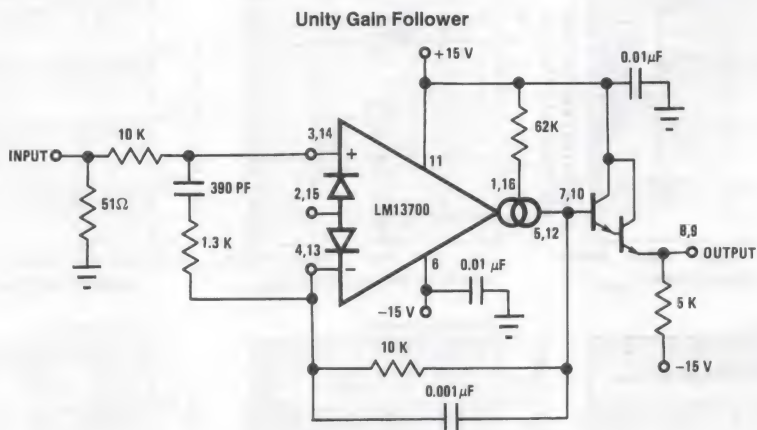 Unity Gain Follower
+15 V
0.01μF
10 K
3,14
62K
INPUT
+
11
390 PF
1,16
7,10
51Ω
2,15
LM13700
5,12
8,9
OUTPUT
1.3 K
4,13
6
0.01 μF
−
−15 V
5 K
10 K
−15 V
0.001μF